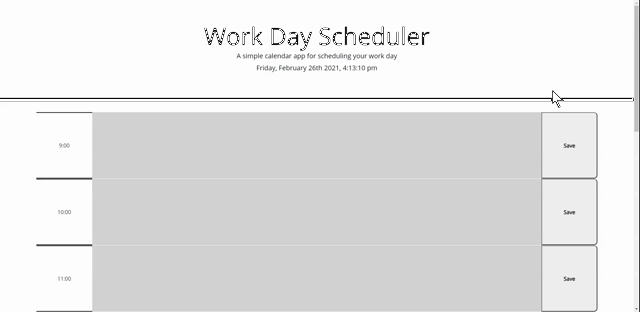 Work Day Scheduler
A simple calendar app for scheduling your work day
Friday, February 26th 2021, 4:13:10 pm
9:00
Save
10:00
Save
11:00
Save